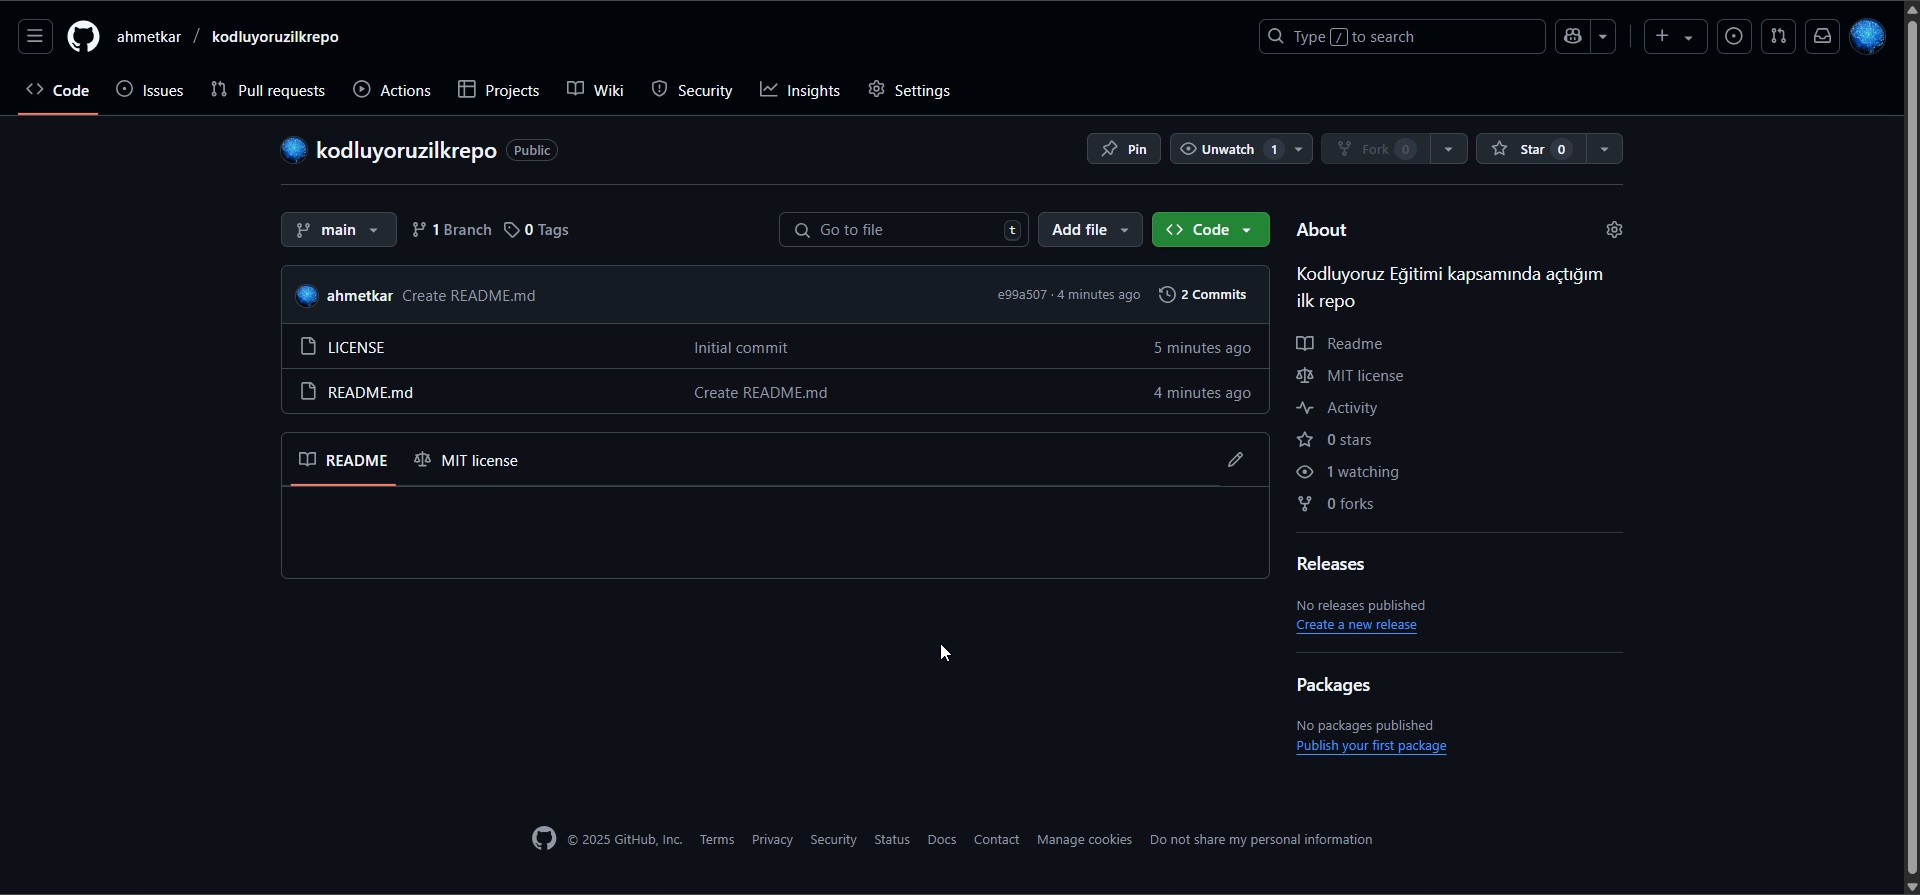 ahmetkar / kodluyoruzilkrepo
Type / to search
Code Issues Pull requests Actions Projects Wiki Security Insights Settings
kodluyoruzilkrepo Public
Pin Unwatch 1 Fork 0 Star 0
main 1 Branch 0 Tags Go to file t Add file Code
ahmetkar Create README.md e99a507 · 4 minutes ago 2 Commits
LICENSE Initial commit 5 minutes ago
README.md Create README.md 4 minutes ago
README MIT license
About
Kodluyoruz Eğitimi kapsamında açtığım
ilk repo
Readme
MIT license
Activity
0 stars
1 watching
0 forks
Releases
No releases published
Create a new release
Packages
No packages published
Publish your first package
© 2025 GitHub, Inc. Terms Privacy Security Status Docs Contact Manage cookies Do not share my personal information